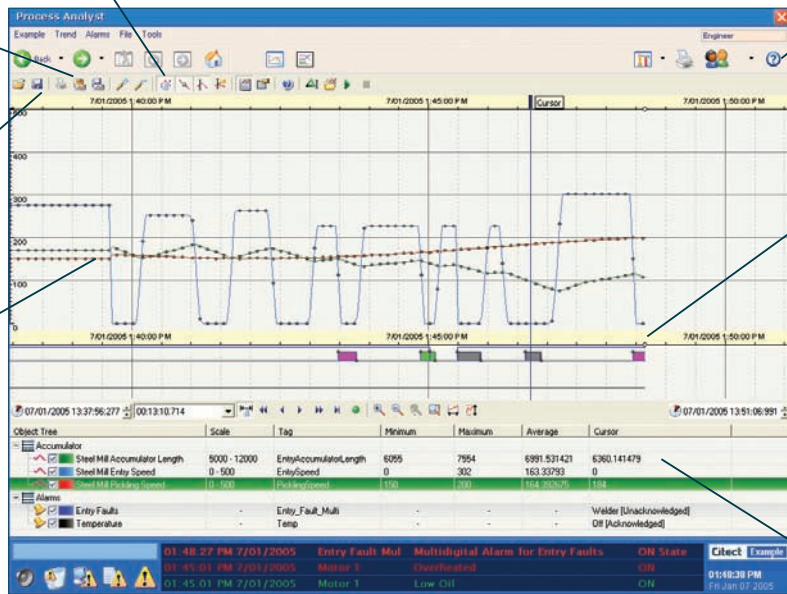 Process Analyst
Example Trend Alarms File Tools
Engineer
Back
7/01/2005 1:40:00 PM 7/01/2005 1:45:00 PM Cursor 7/01/2005 1:50:00 PM
500
400
300
200
100
0
7/01/2005 1:40:00 PM 7/01/2005 1:45:00 PM 7/01/2005 1:50:00 PM
07/01/2005 13:37:56:277 00:13:10.714 07/01/2005 13:51:06:991
Object Tree Scale Tag Minimum Maximum Average Cursor
Accumulator
Steel Mill Accumulator Length 5000 - 12000 EntryAccumulatorLength 6055 7554 6991.531421 6360.141479
Steel Mill Entry Speed 0 - 500 EntrySpeed 0 302 163.33793 0
Steel Mill Pickling Speed 0 - 500 PicklingSpeed 150 200 164.392675 184
Alarms
Entry Faults - Entry_Fault_Multi - - - Welder [Unacknowledged]
Temperature - Temp - - - Off [Acknowledged]
01:48:27 PM 7/01/2005 Entry Fault Mul Multidigital Alarm for Entry Faults ON State
01:45:01 PM 7/01/2005 Motor 1 Overheated ON
01:45:01 PM 7/01/2005 Motor 1 Low Oil ON
Citect Example
01:48:38 PM
Fri Jan 07 2005